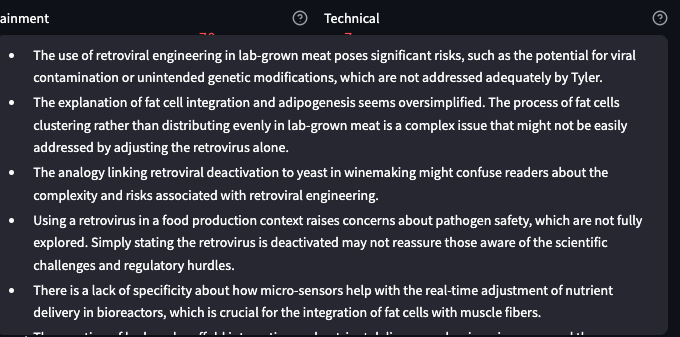 ainment
Technical
The use of retroviral engineering in lab-grown meat poses significant risks, such as the potential for viral
contamination or unintended genetic modifications, which are not addressed adequately by Tyler.
The explanation of fat cell integration and adipogenesis seems oversimplified. The process of fat cells
clustering rather than distributing evenly in lab-grown meat is a complex issue that might not be easily
addressed by adjusting the retrovirus alone.
The analogy linking retroviral deactivation to yeast in winemaking might confuse readers about the
complexity and risks associated with retroviral engineering.
Using a retrovirus in a food production context raises concerns about pathogen safety, which are not fully
explored. Simply stating the retrovirus is deactivated may not reassure those aware of the scientific
challenges and regulatory hurdles.
There is a lack of specificity about how micro-sensors help with the real-time adjustment of nutrient
delivery in bioreactors, which is crucial for the integration of fat cells with muscle fibers.